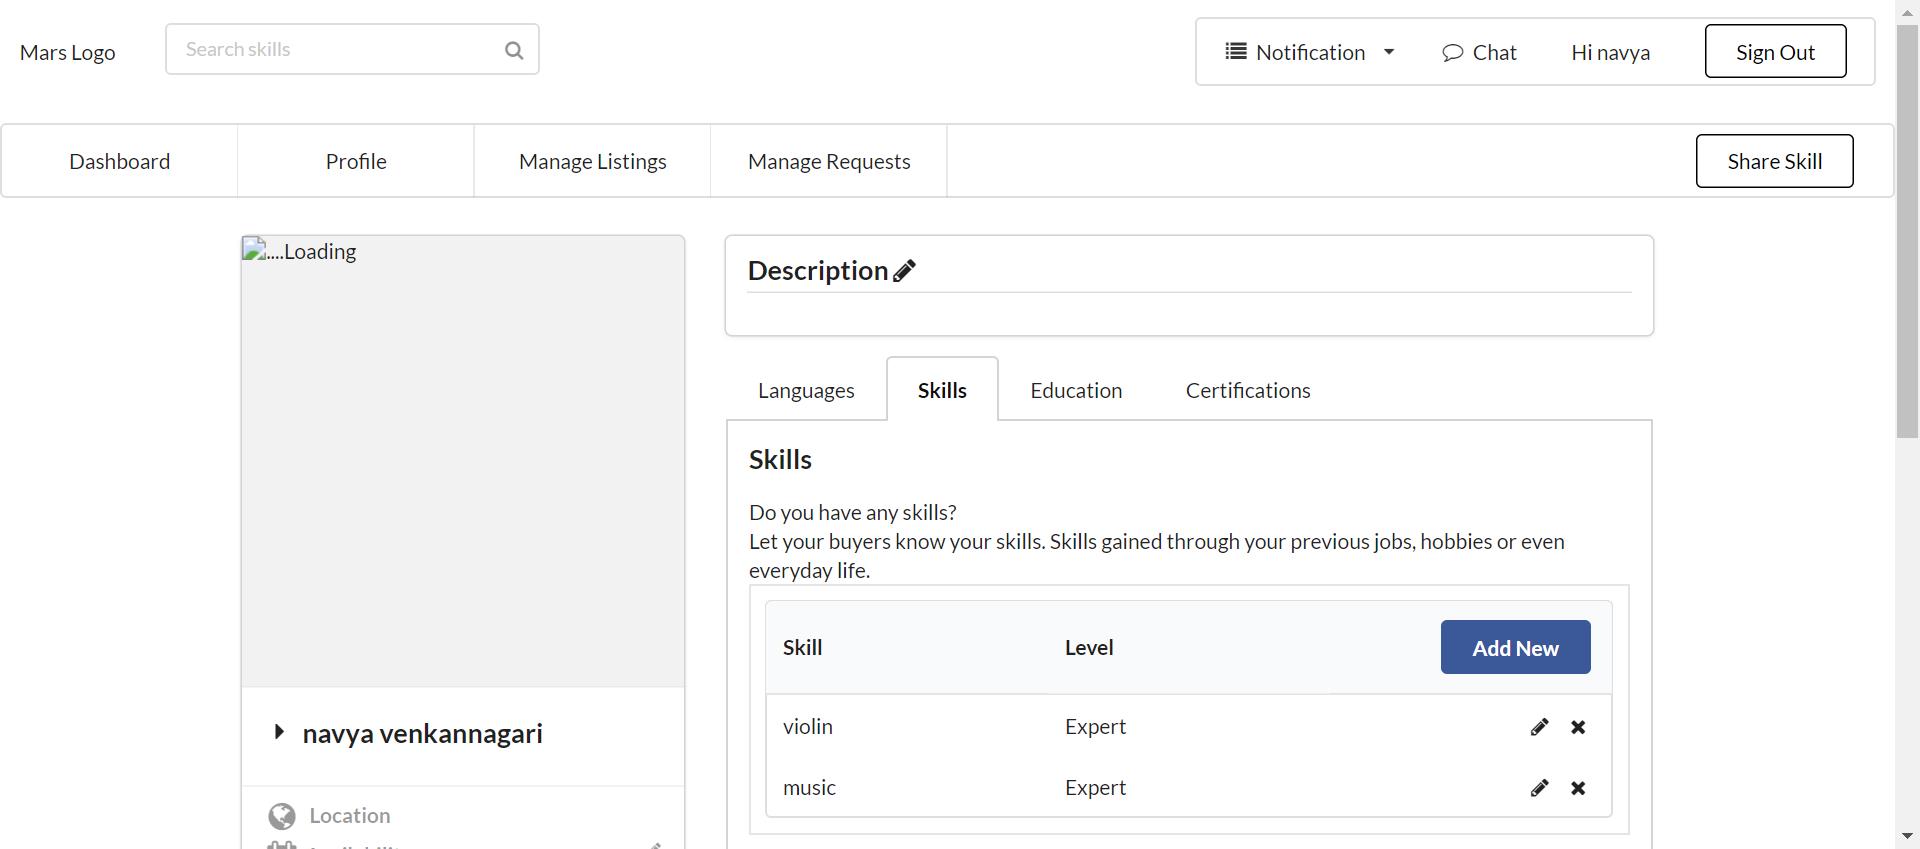 Mars Logo
Search skills
Notification
Chat
Hi navya
Sign Out
Dashboard
Profile
Manage Listings
Manage Requests
Share Skill
....Loading
Description
Languages
Skills
Education
Certifications
Skills
Do you have any skills?
Let your buyers know your skills. Skills gained through your previous jobs, hobbies or even
everyday life.
Skill
Level
Add New
violin
Expert
music
Expert
navya venkannagari
Location